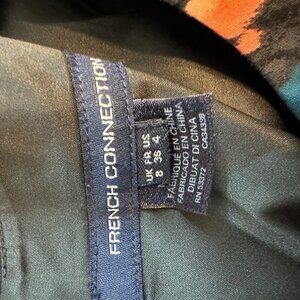 FRENCH CONNECTION
UK FR US
8 36 4
FABRIQUÉ EN CHINE
FABRICADO EN CHINA
DIBUAT DI CINA
RN 53372 CA34339